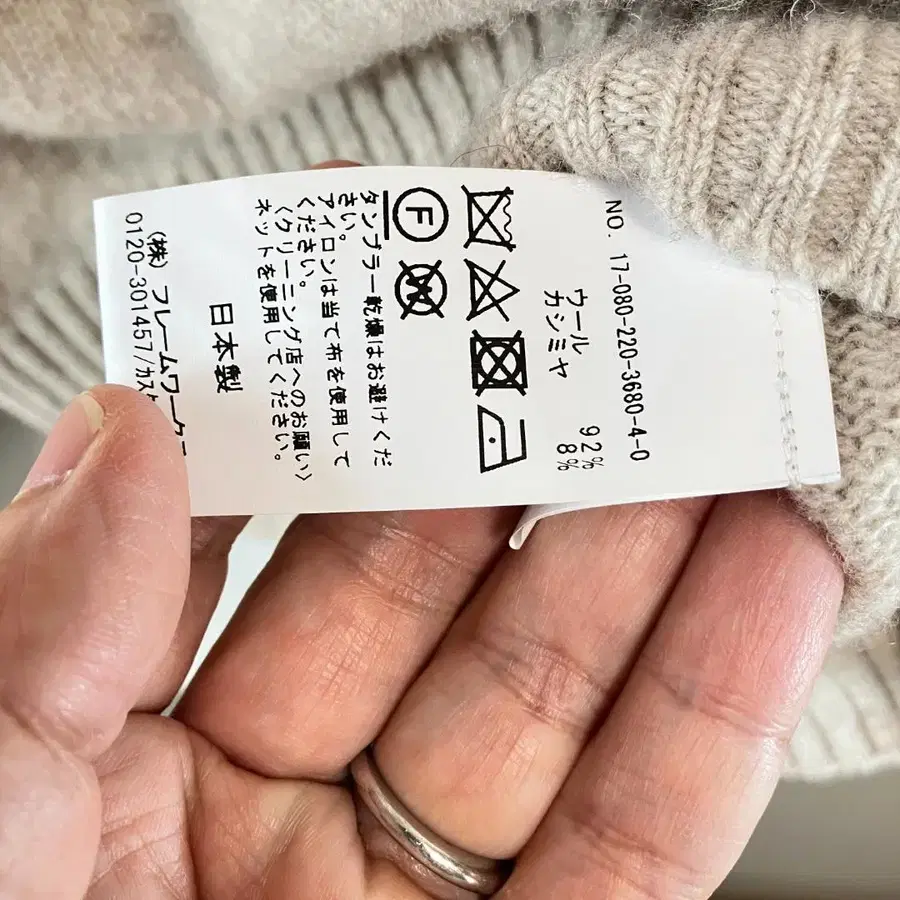 NO. 17-080-220-3680-4-0
ウール 92%
カシミヤ 8%
F
W
タンブラー乾燥はお避けくだ
さい。
アイロンは当て布を使用して
ください。
〈クリーニング店へのお願い〉
ネットを使用してください。
日本製
(株) フレームワーク
0120-301457/カス